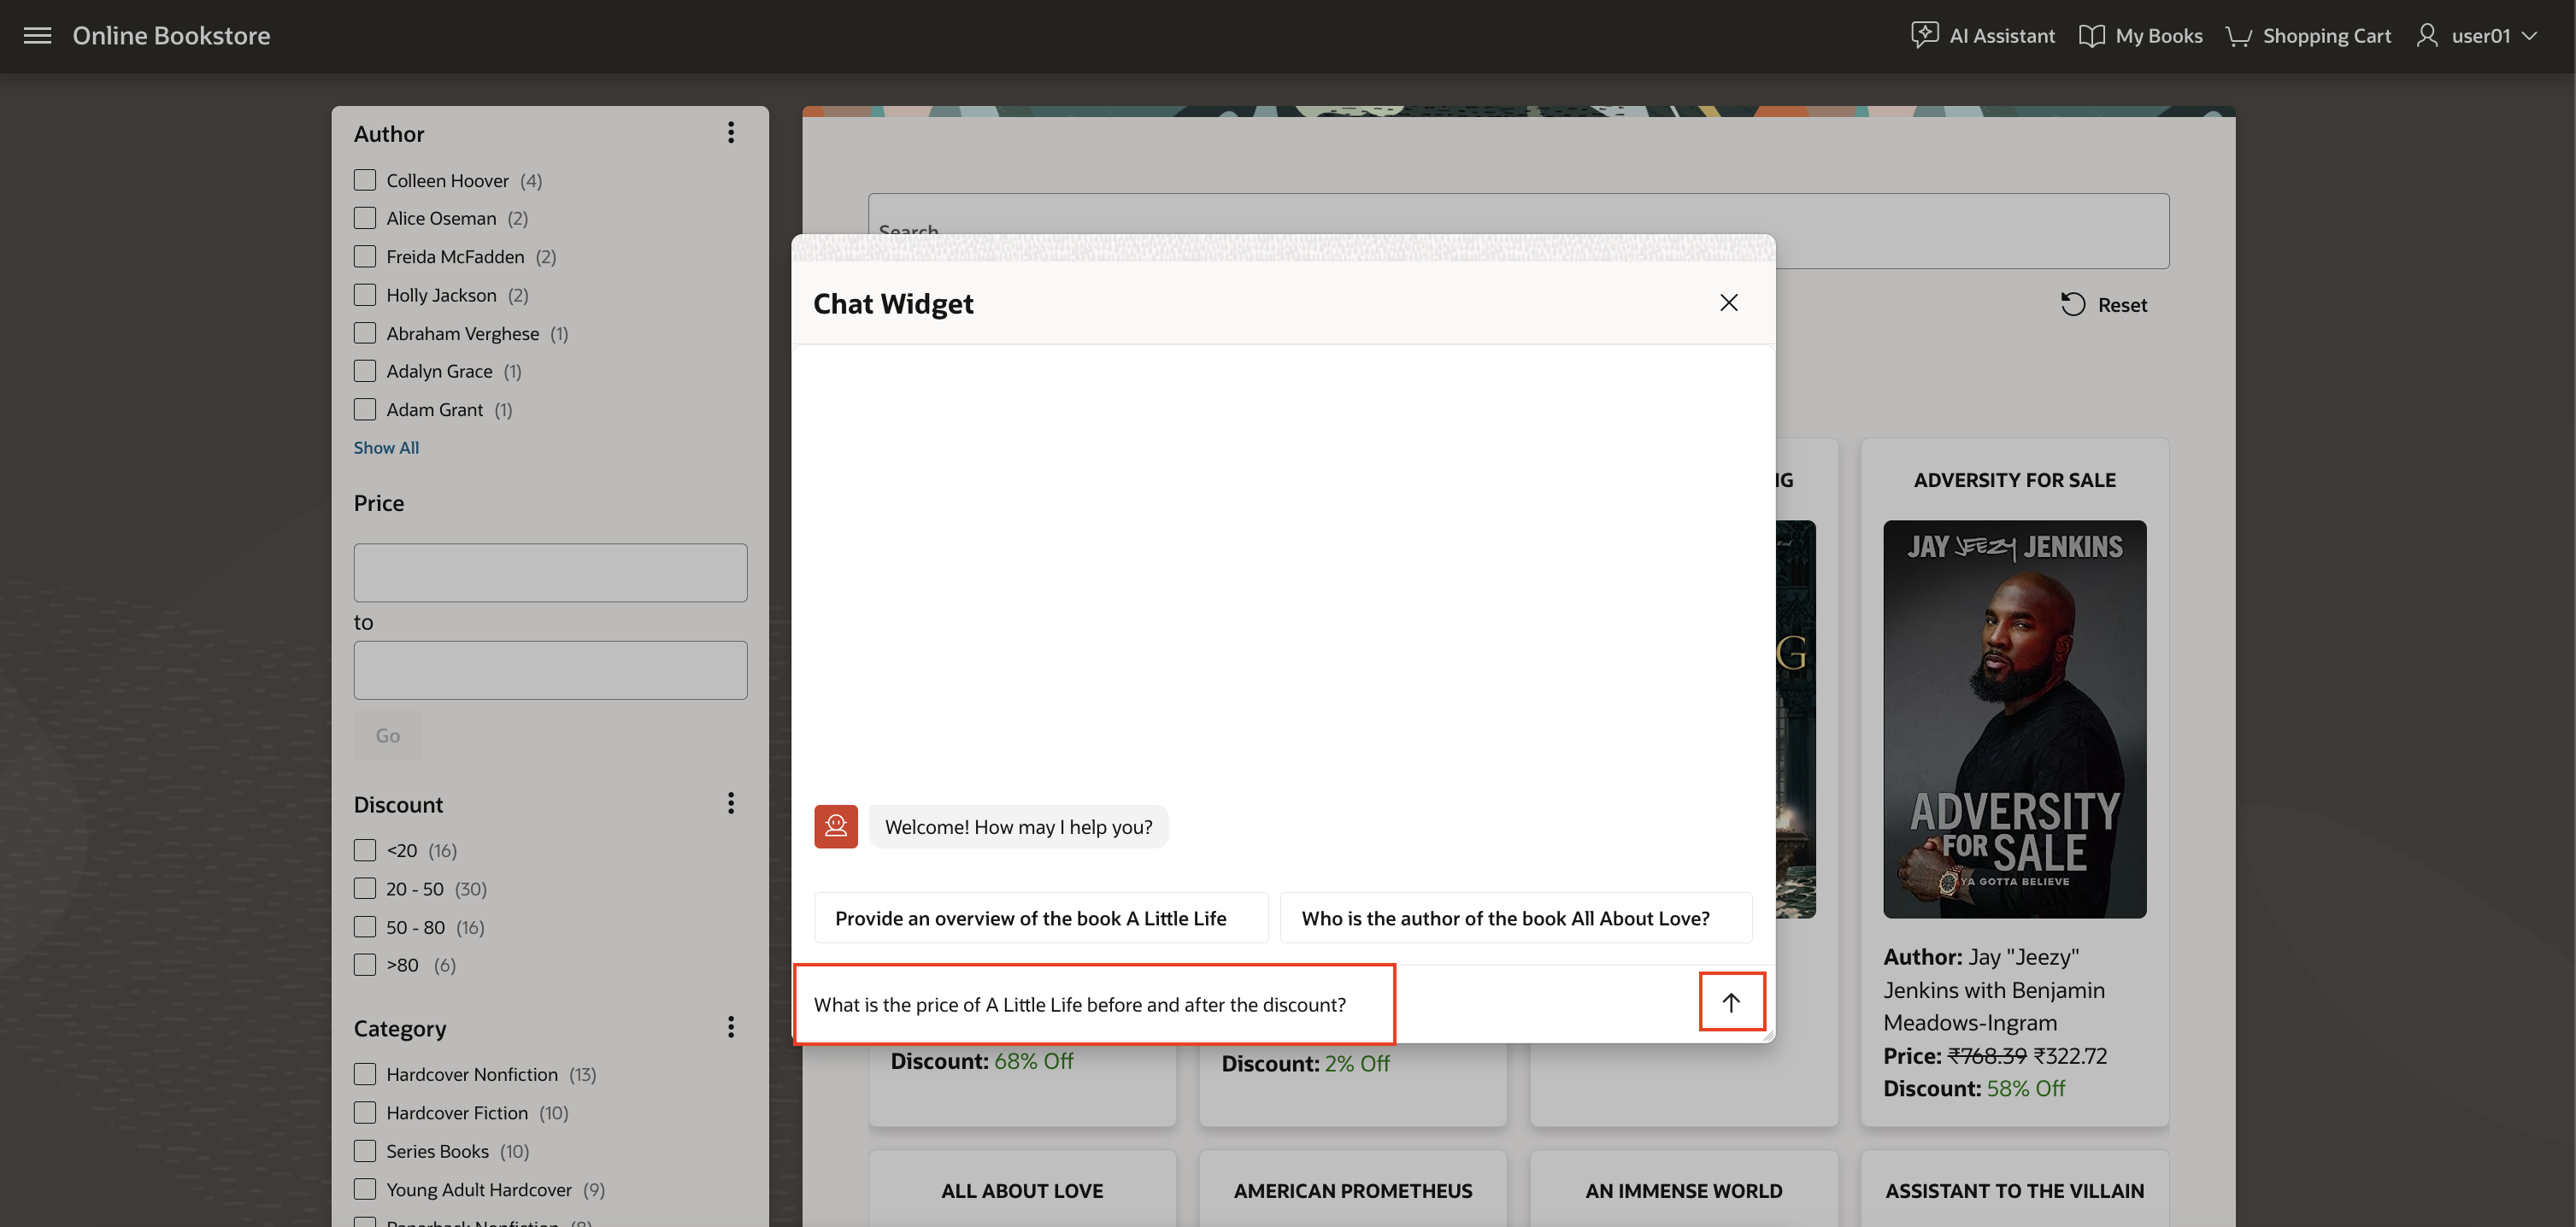 Online Bookstore
AI Assistant
My Books
Shopping Cart
user01
Author
Colleen Hoover (4)
Alice Oseman (2)
Freida McFadden (2)
Holly Jackson (2)
Abraham Verghese (1)
Adalyn Grace (1)
Adam Grant (1)
Show All
Price
to
Go
Discount
<20 (16)
20 - 50 (30)
50 - 80 (16)
>80 (6)
Category
Hardcover Nonfiction (13)
Hardcover Fiction (10)
Series Books (10)
Young Adult Hardcover (9)
Paperback Nonfiction (8)
Search
Reset
Chat Widget
Welcome! How may I help you?
Provide an overview of the book A Little Life
Who is the author of the book All About Love?
What is the price of A Little Life before and after the discount?
Discount: 68% Off
Discount: 2% Off
G
ADVERSITY FOR SALE
JAY JEEZY JENKINS
ADVERSITY
FOR SALE
YA GOTTA BELIEVE
Author: Jay "Jeezy"
Jenkins with Benjamin
Meadows-Ingram
Price: ₹768.39 ₹322.72
Discount: 58% Off
ALL ABOUT LOVE
AMERICAN PROMETHEUS
AN IMMENSE WORLD
ASSISTANT TO THE VILLAIN